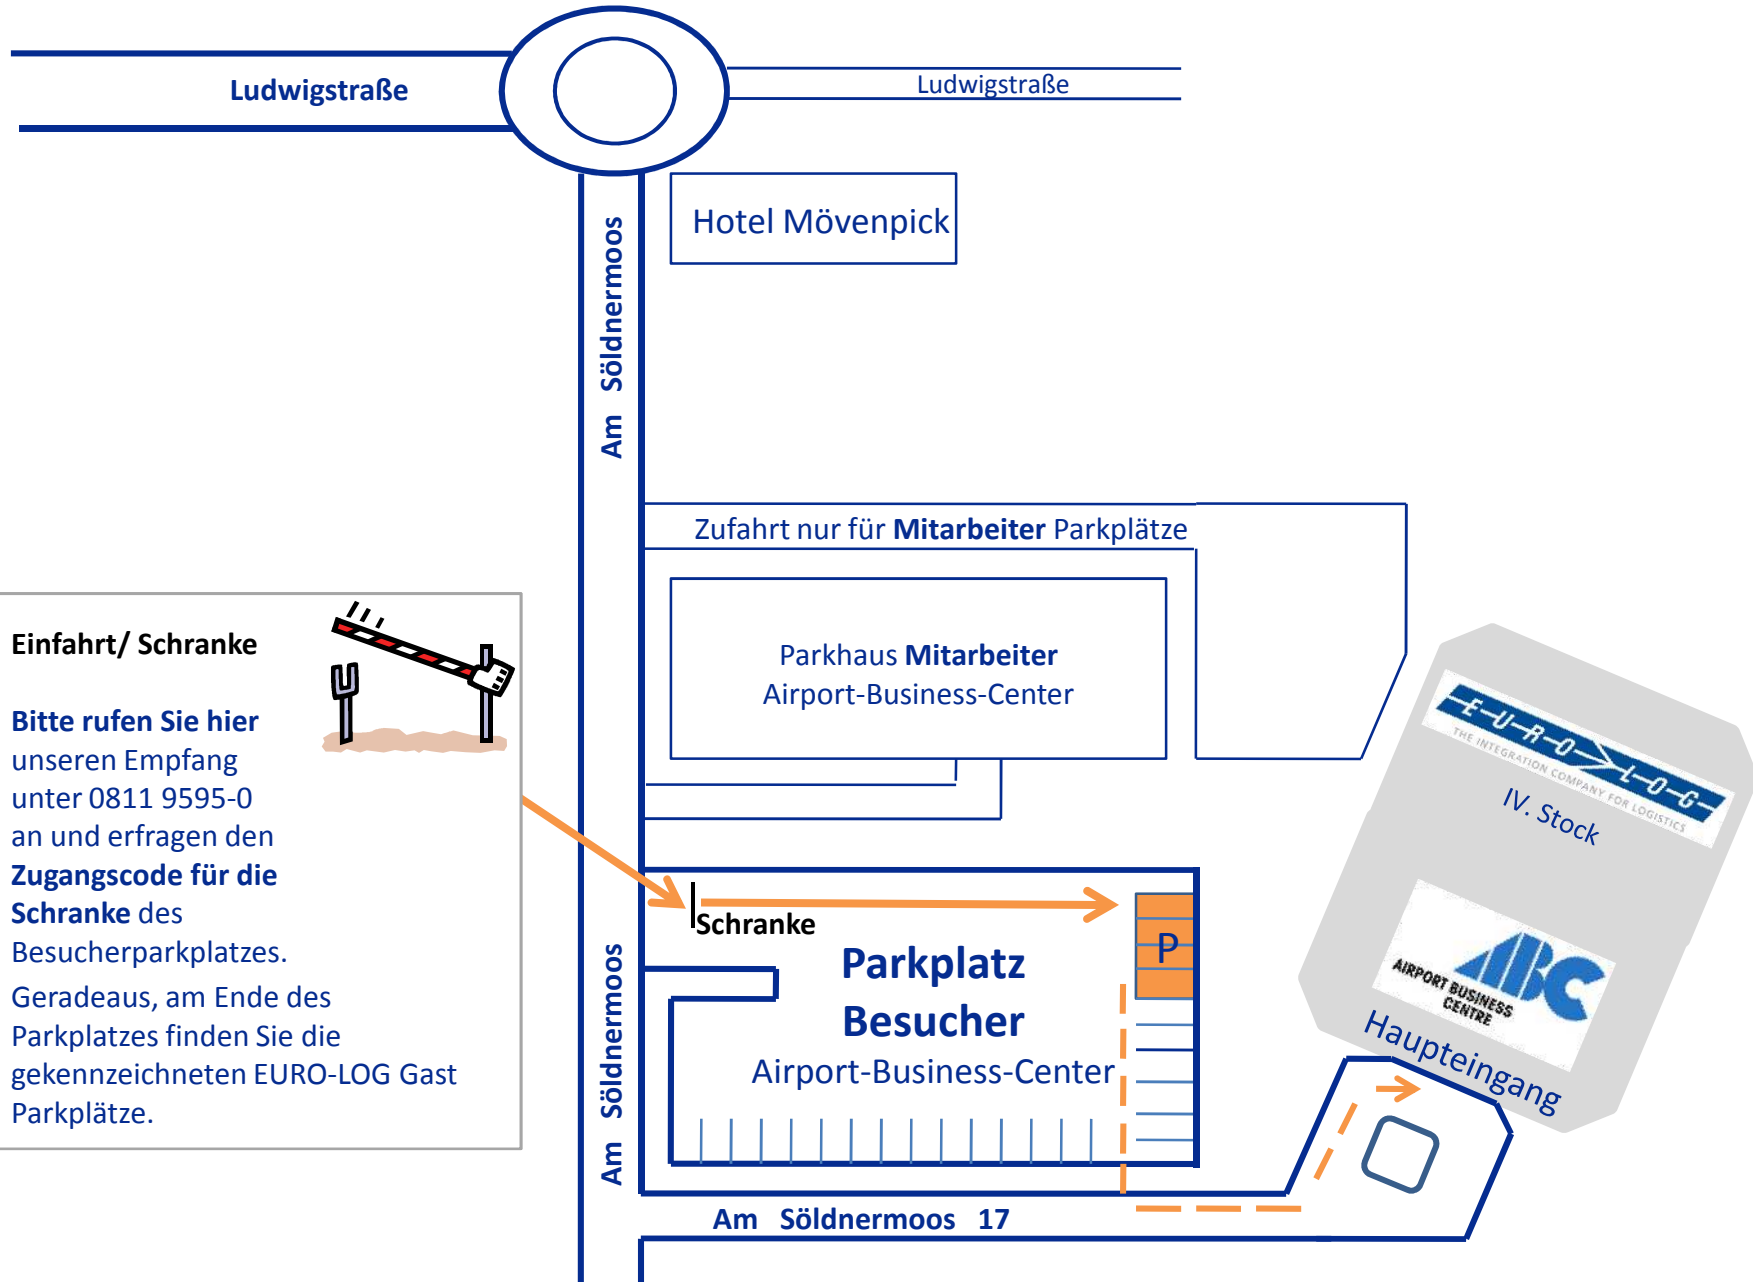 Ludwigstraße
Ludwigstraße
Hotel Mövenpick
Am Söldnermoos
Zufahrt nur für Mitarbeiter Parkplätze
Parkhaus Mitarbeiter
Airport-Business-Center
Einfahrt/ Schranke
Bitte rufen Sie hier
unseren Empfang
unter 0811 9595-0
an und erfragen den
Zugangscode für die
Schranke des
Besucherparkplatzes.
Geradeaus, am Ende des
Parkplatzes finden Sie die
gekennzeichneten EURO-LOG Gast
Parkplätze.
E-U-R-O L-O-G
THE INTEGRATION COMPANY FOR LOGISTICS
IV. Stock
Schranke
P
Parkplatz
Besucher
Airport-Business-Center
Am Söldnermoos
ABC
AIRPORT BUSINESS
CENTRE
Haupteingang
Am Söldnermoos 17